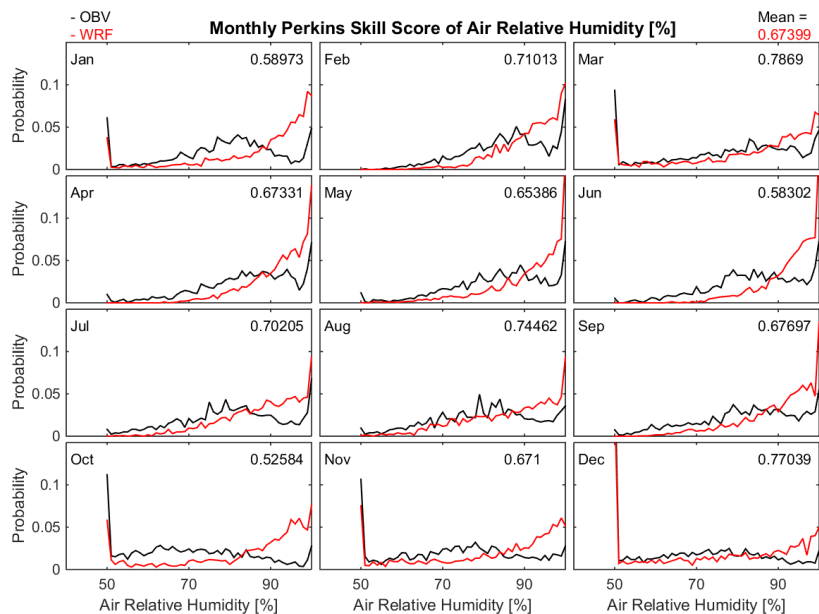 - OBV
- WRF
Monthly Perkins Skill Score of Air Relative Humidity [%]
Mean =
0.67399
Jan 0.58973
Feb 0.71013
Mar 0.7869
Probability
0.1
0.05
0
Apr 0.67331
May 0.65386
Jun 0.58302
Probability
0.1
0.05
0
Jul 0.70205
Aug 0.74462
Sep 0.67697
Probability
0.1
0.05
0
Oct 0.52584
Nov 0.671
Dec 0.77039
Probability
0.1
0.05
0
50 70 90
50 70 90
50 70 90
Air Relative Humidity [%]
Air Relative Humidity [%]
Air Relative Humidity [%]